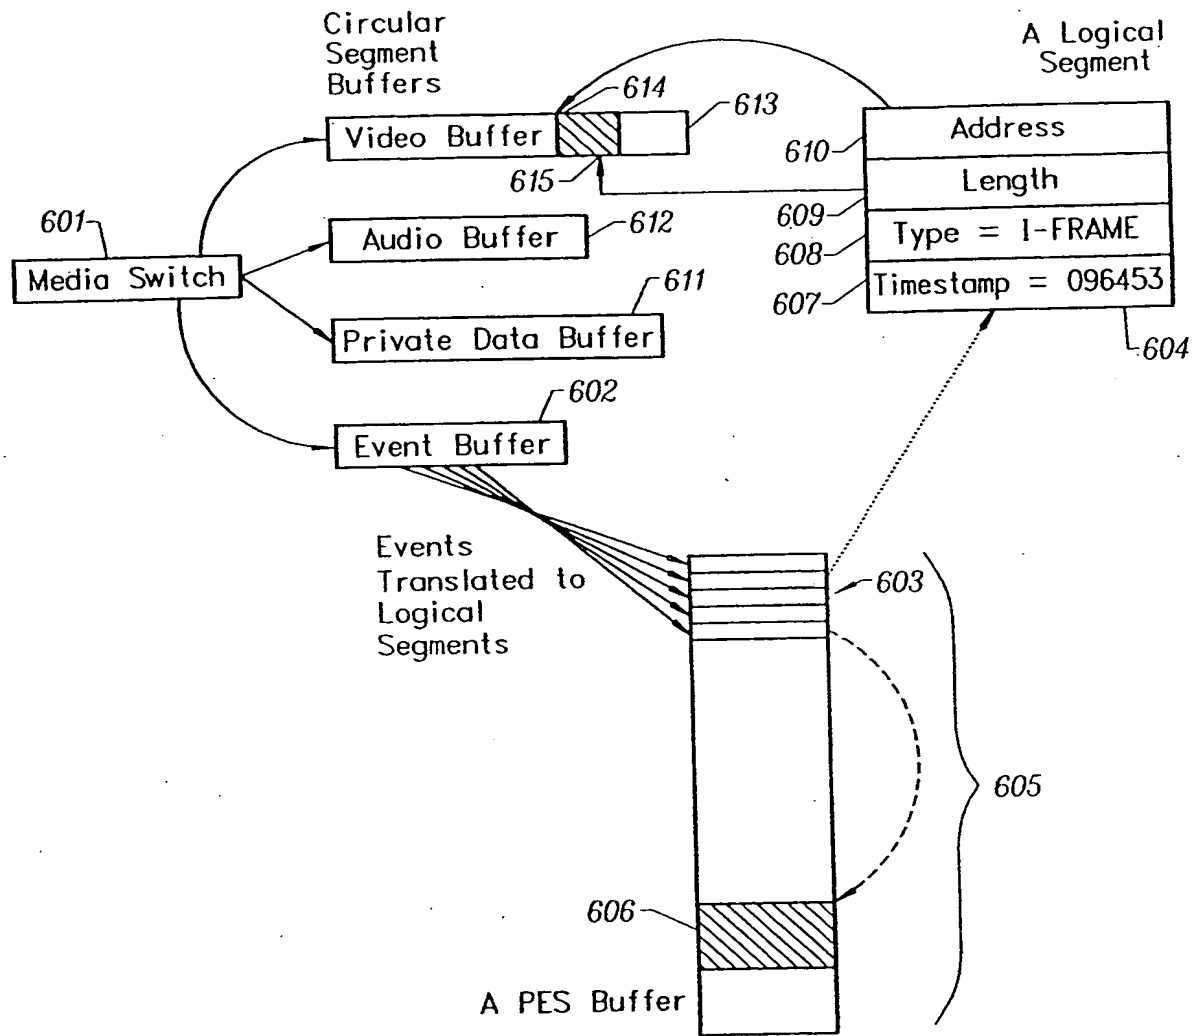 Circular
Segment
Buffers
A Logical
Segment
614
613
Video Buffer
615
610
Address
609
Length
608
Type = I-FRAME
607
Timestamp = 096453
604
601
Media Switch
612
Audio Buffer
611
Private Data Buffer
602
Event Buffer
Events
Translated to
Logical
Segments
603
605
606
A PES Buffer